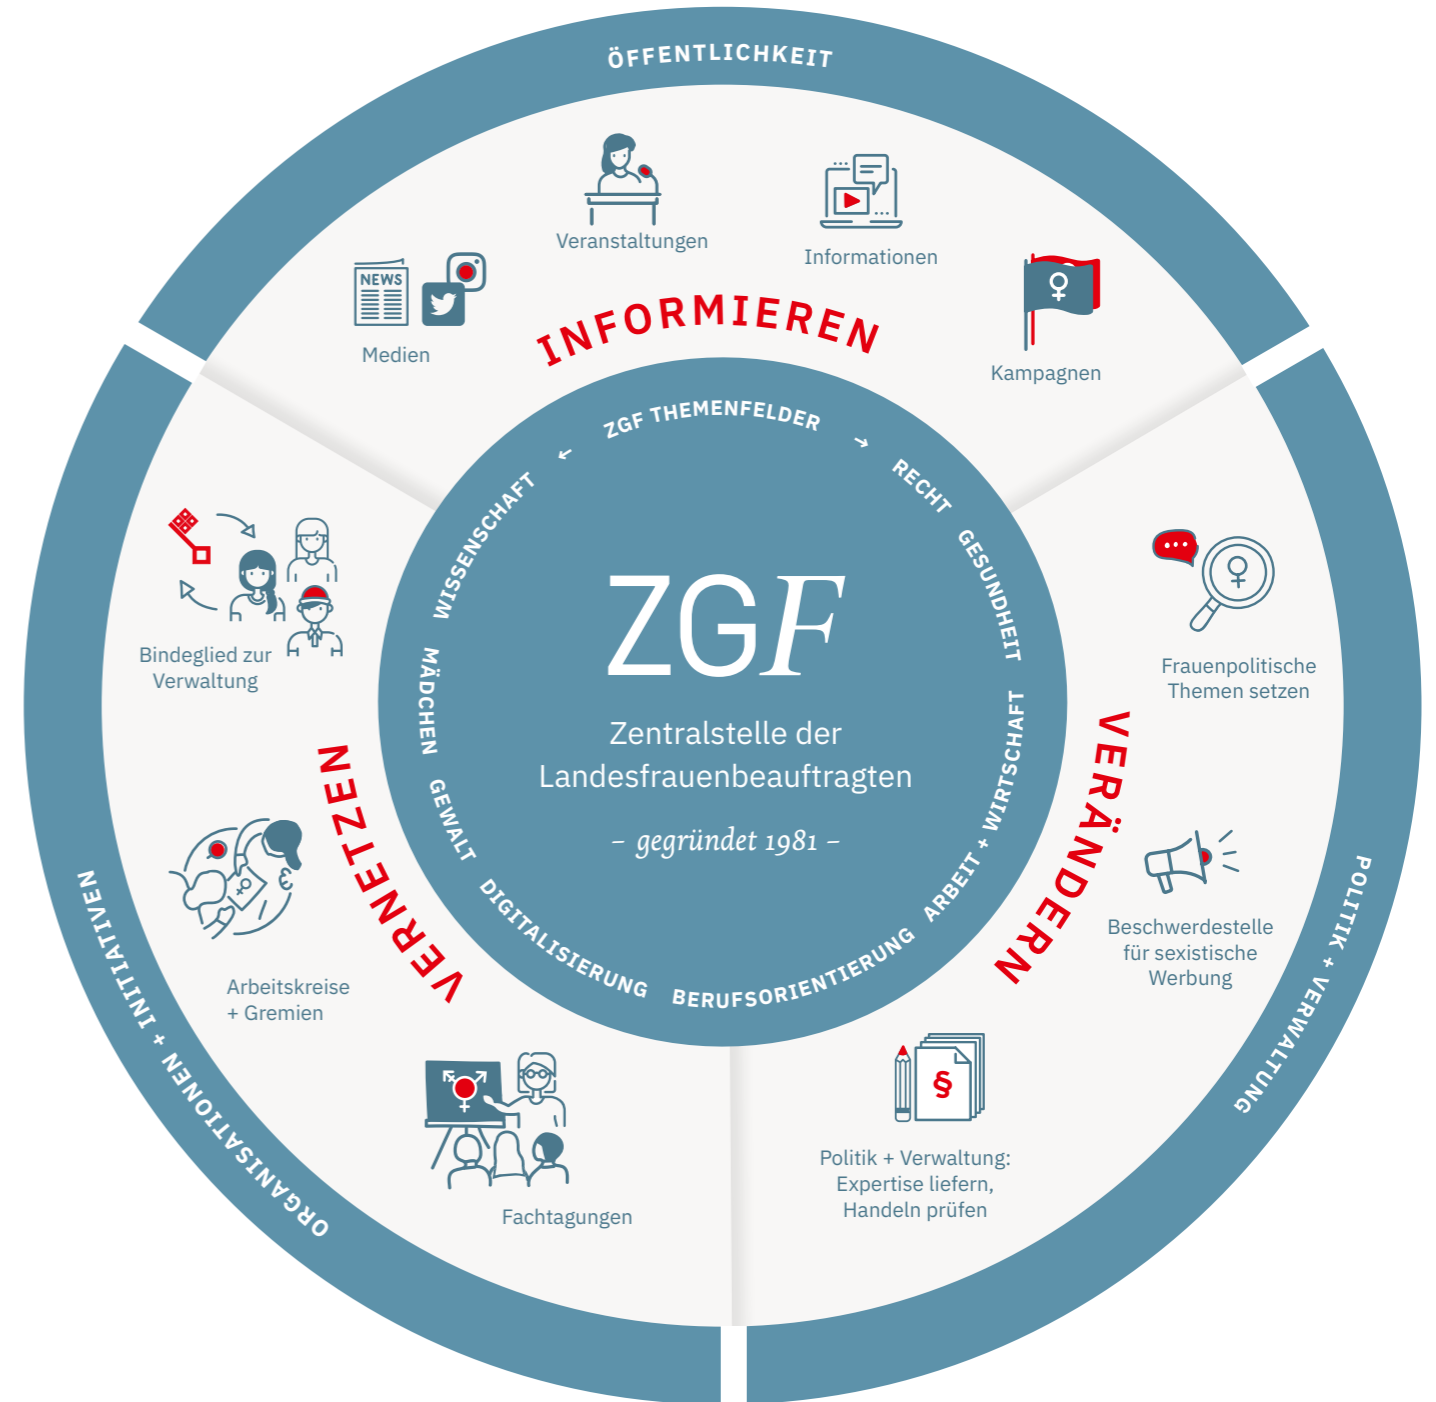 ÖFFENTLICHKEIT
Veranstaltungen
Informationen
NEWS
Medien
Kampagnen
INFORMIEREN
← ZGF THEMENFELDER →
RECHT
GESUNDHEIT
ARBEIT + WIRTSCHAFT
BERUFSORIENTIERUNG
DIGITALISIERUNG
GEWALT
MÄDCHEN
WISSENSCHAFT
ZGF
Zentralstelle der
Landesfrauenbeauftragten
– gegründet 1981 –
Frauenpolitische
Themen setzen
VERÄNDERN
Beschwerdestelle
für sexistische
Werbung
§
Politik + Verwaltung:
Expertise liefern,
Handeln prüfen
POLITIK + VERWALTUNG
Bindeglied zur
Verwaltung
VERNETZEN
Arbeitskreise
+ Gremien
Fachtagungen
ORGANISATIONEN + INITIATIVEN